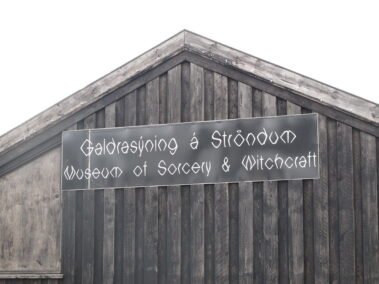 Galdrasýning á Ströndum
Museum of Sorcery & Witchcraft